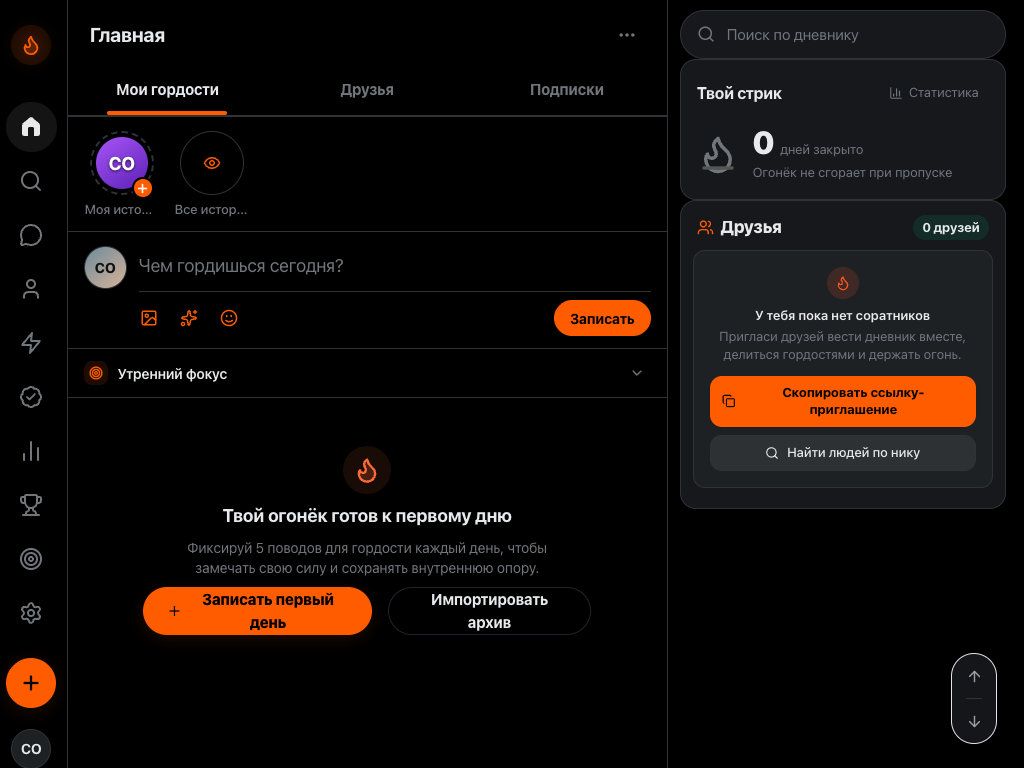 Главная
Мои гордости
Друзья
Подписки
СО
Моя исто...
Все истор...
СО
Чем гордишься сегодня?
Записать
Утренний фокус
Твой огонёк готов к первому дню
Фиксируй 5 поводов для гордости каждый день, чтобы
замечать свою силу и сохранять внутреннюю опору.
Записать первый
день
Импортировать
архив
СО
Поиск по дневнику
Твой стрик
Статистика
0 дней закрыто
Огонёк не сгорает при пропуске
Друзья
0 друзей
У тебя пока нет соратников
Пригласи друзей вести дневник вместе,
делиться гордостями и держать огонь.
Скопировать ссылку-
приглашение
Найти людей по нику